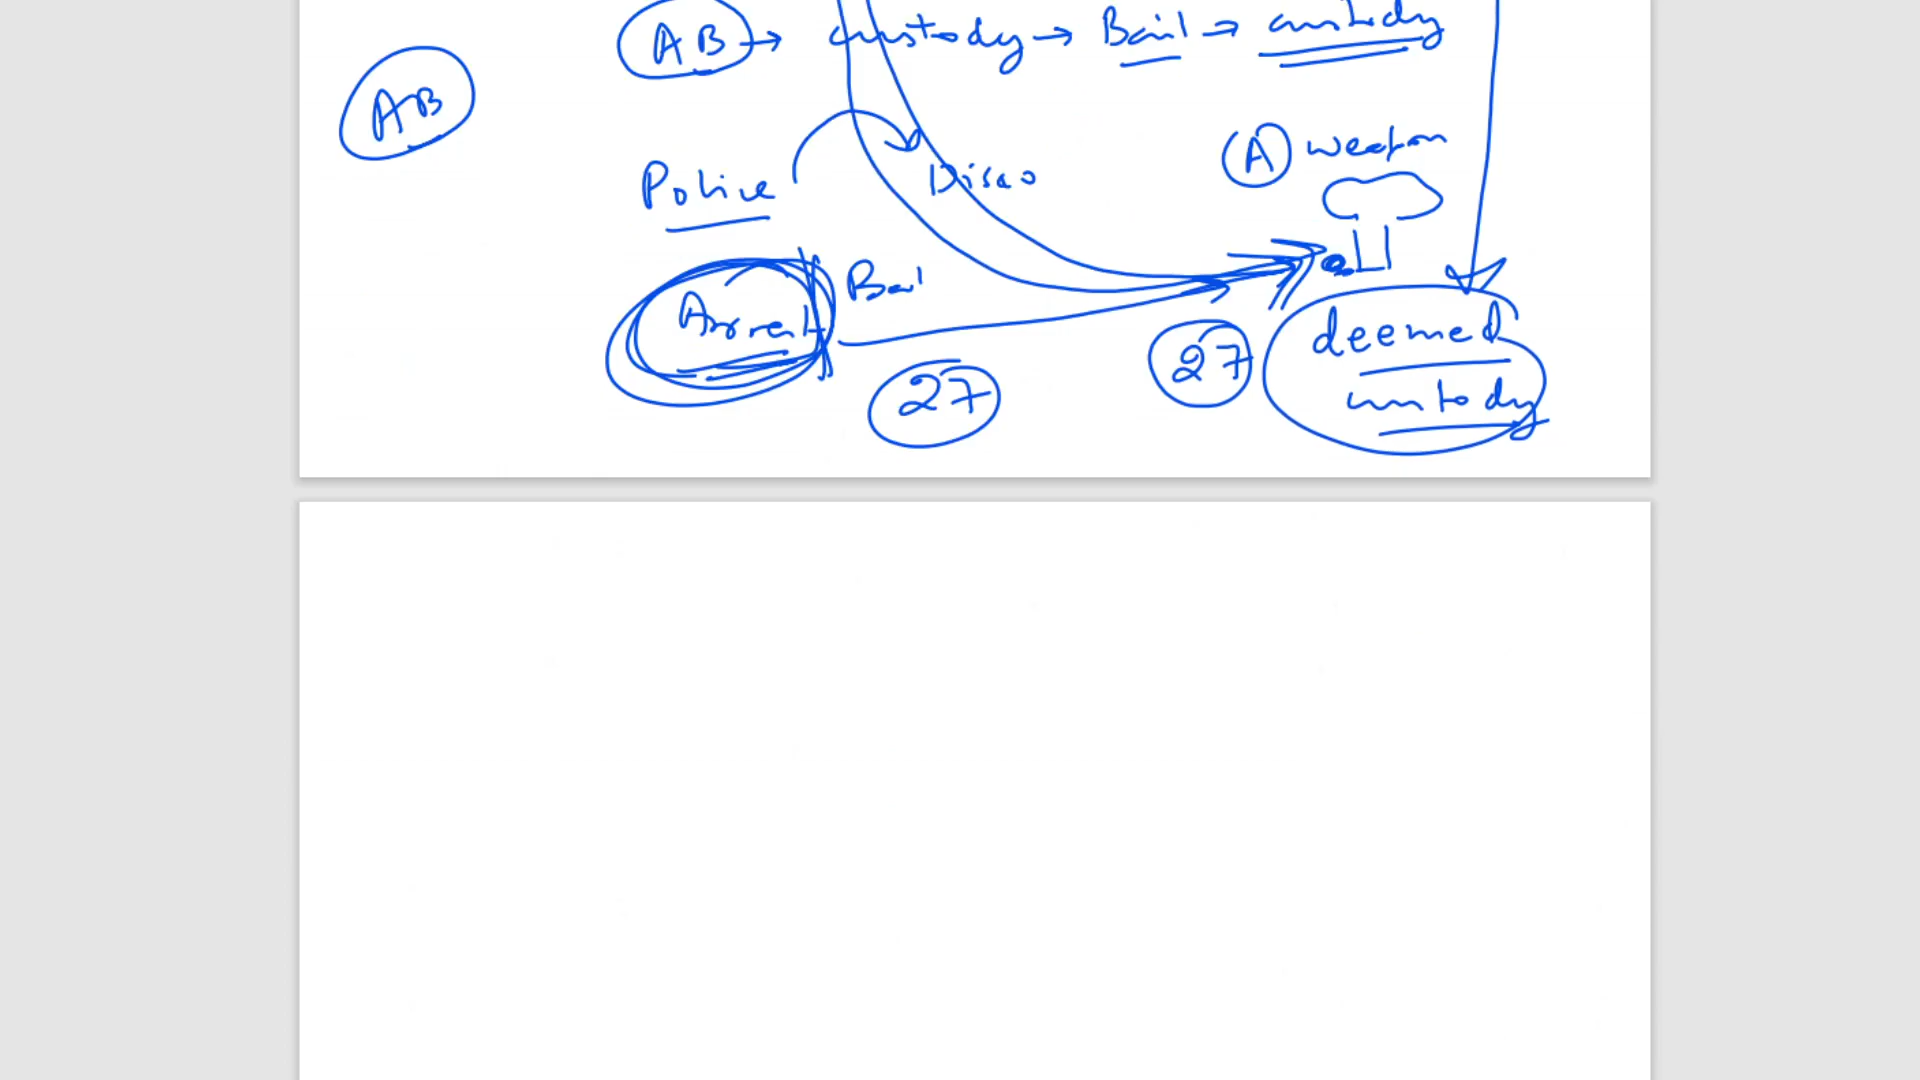 AB → custody → Bail → custody
AB
A weapon
Police Disco
Bail
Arrest
27 27 deemed
custody